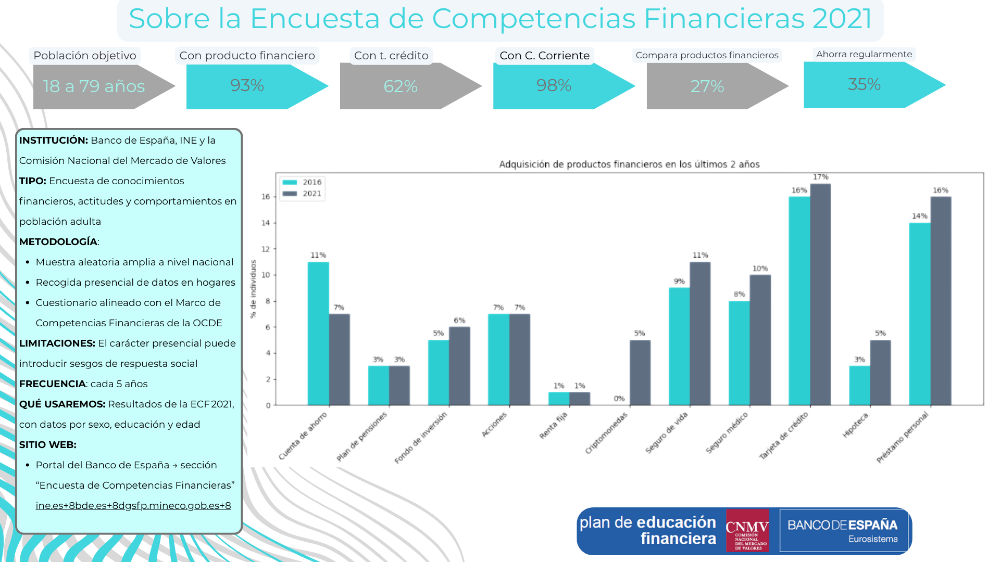 Sobre la Encuesta de Competencias Financieras 2021
Población objetivo
18 a 79 años
Con producto financiero
93%
Con t. crédito
62%
Con C. Corriente
98%
Compara productos financieros
27%
Ahorra regularmente
35%
INSTITUCIÓN: Banco de España, INE y la
Comisión Nacional del Mercado de Valores
TIPO: Encuesta de conocimientos
financieros, actitudes y comportamientos en
población adulta
METODOLOGÍA:
• Muestra aleatoria amplia a nivel nacional
• Recogida presencial de datos en hogares
• Cuestionario alineado con el Marco de
Competencias Financieras de la OCDE
LIMITACIONES: El carácter presencial puede
introducir sesgos de respuesta social
FRECUENCIA: cada 5 años
QUÉ USAREMOS: Resultados de la ECF 2021,
con datos por sexo, educación y edad
SITIO WEB:
• Portal del Banco de España → sección
“Encuesta de Competencias Financieras”
ine.es+8bde.es+8dgsfp.mineco.gob.es+8
Adquisición de productos financieros en los últimos 2 años
2016
2021
% de individuos
16
14
12
10
8
6
4
2
0
11% 7%
3% 3%
5% 6%
7% 7%
1% 1%
0% 5%
9% 11%
8% 10%
16% 17%
3% 5%
14% 16%
Cuenta de ahorro
Plan de pensiones
Fondo de inversión
Acciones
Renta fija
Criptomonedas
Seguro de vida
Seguro médico
Tarjeta de crédito
Hipoteca
Préstamo personal
plan de educación
financiera
CNMV
COMISIÓN
NACIONAL
DEL MERCADO
DE VALORES
BANCO DE ESPAÑA
Eurosistema